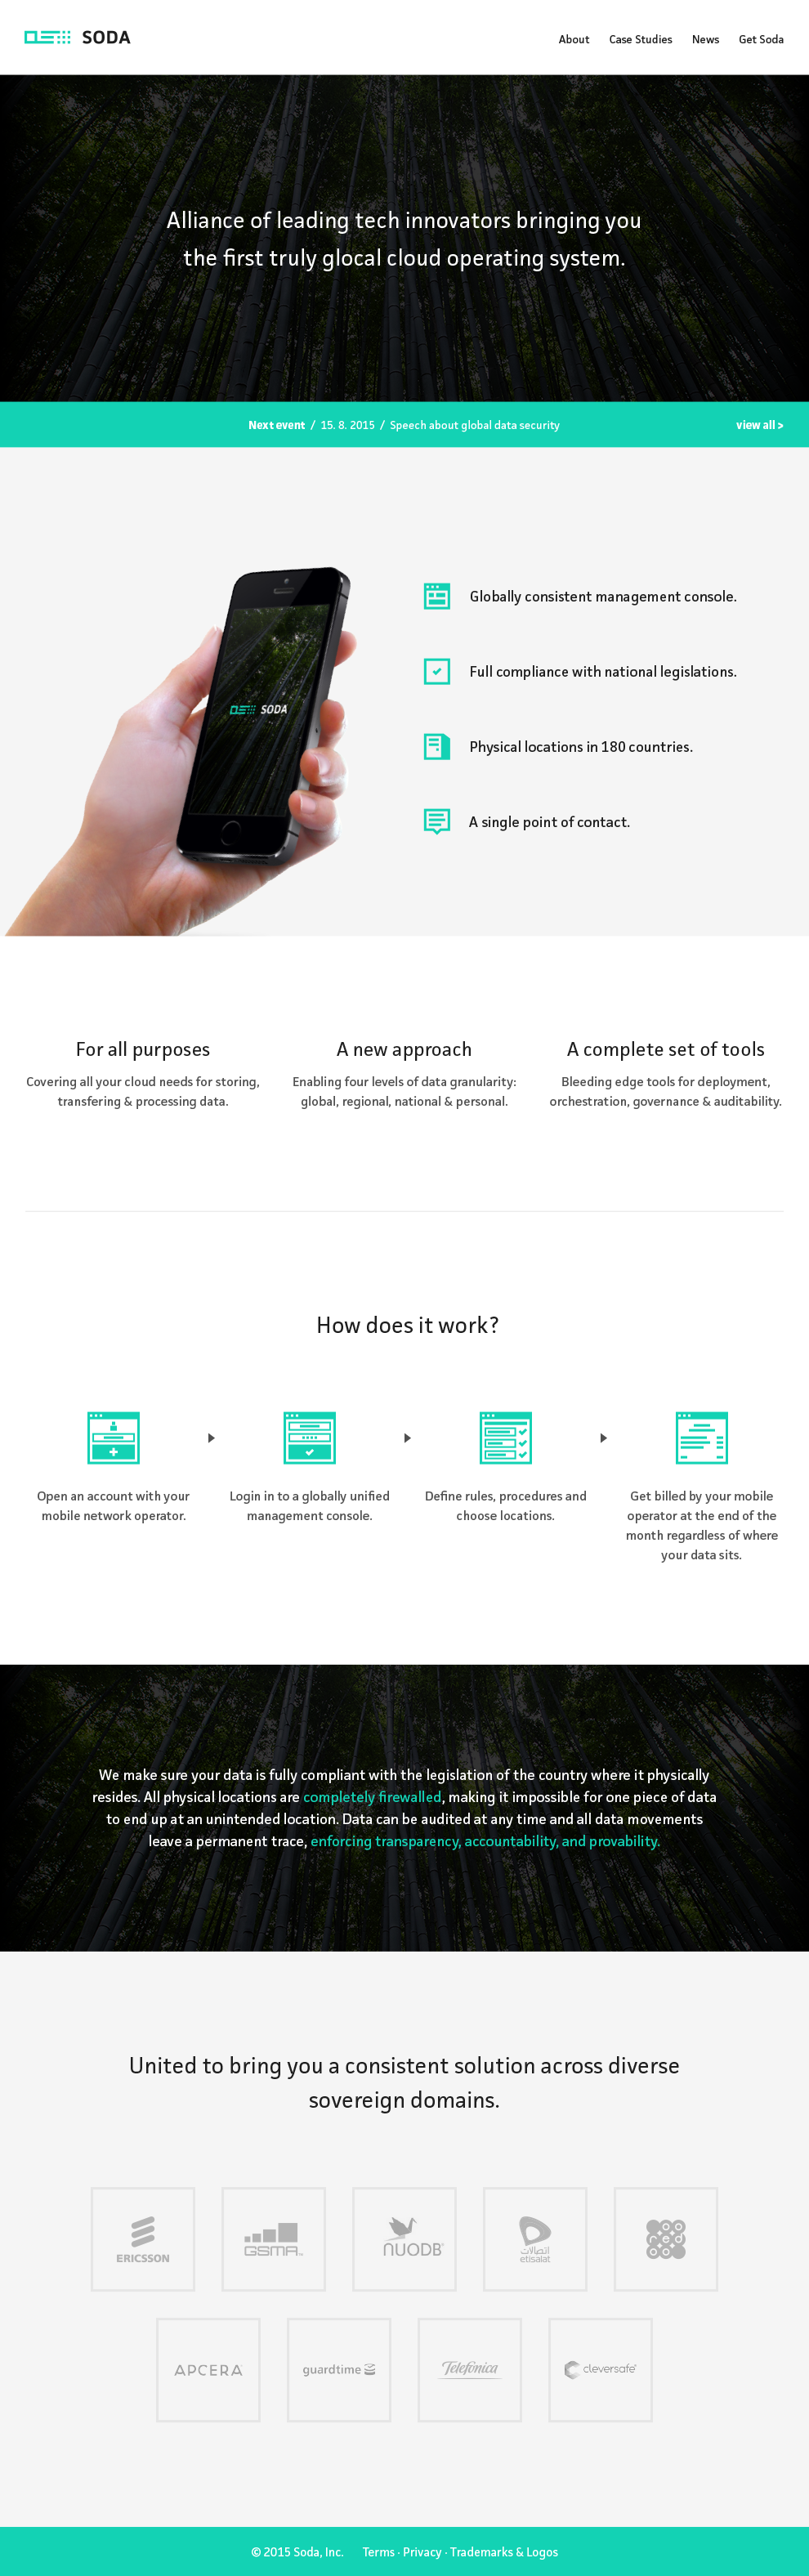 SODA
About Case Studies News Get Soda
Alliance of leading tech innovators bringing you
the first truly glocal cloud operating system.
Next event / 15. 8. 2015 / Speech about global data security view all >
SODA
Globally consistent management console.
Full compliance with national legislations.
Physical locations in 180 countries.
A single point of contact.
For all purposes
Covering all your cloud needs for storing,
transfering & processing data.
A new approach
Enabling four levels of data granularity:
global, regional, national & personal.
A complete set of tools
Bleeding edge tools for deployment,
orchestration, governance & auditability.
How does it work?
Open an account with your
mobile network operator.
Login in to a globally unified
management console.
Define rules, procedures and
choose locations.
Get billed by your mobile
operator at the end of the
month regardless of where
your data sits.
We make sure your data is fully compliant with the legislation of the country where it physically
resides. All physical locations are completely firewalled, making it impossible for one piece of data
to end up at an unintended location. Data can be audited at any time and all data movements
leave a permanent trace, enforcing transparency, accountability, and provability.
United to bring you a consistent solution across diverse
sovereign domains.
ERICSSON
GSMA™
NUODB
اتصالات
etisalat
red
APCERA
guardtime
Telefónica
cleversafe
© 2015 Soda, Inc. Terms · Privacy · Trademarks & Logos